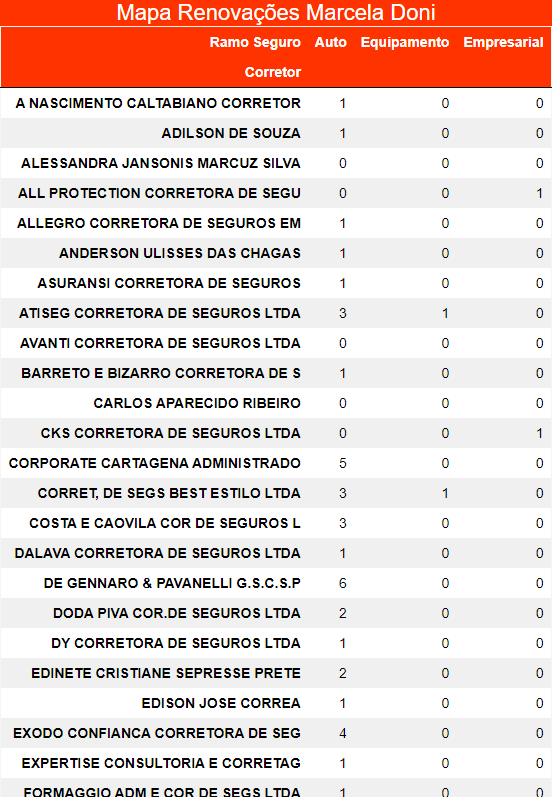 Mapa Renovações Marcela Doni
Ramo Seguro Auto Equipamento Empresarial
Corretor
A NASCIMENTO CALTABIANO CORRETOR 1 0 0
ADILSON DE SOUZA 1 0 0
ALESSANDRA JANSONIS MARCUZ SILVA 0 0 0
ALL PROTECTION CORRETORA DE SEGU 0 0 1
ALLEGRO CORRETORA DE SEGUROS EM 1 0 0
ANDERSON ULISSES DAS CHAGAS 1 0 0
ASURANSI CORRETORA DE SEGUROS 1 0 0
ATISEG CORRETORA DE SEGUROS LTDA 3 1 0
AVANTI CORRETORA DE SEGUROS LTDA 0 0 0
BARRETO E BIZARRO CORRETORA DE S 1 0 0
CARLOS APARECIDO RIBEIRO 0 0 0
CKS CORRETORA DE SEGUROS LTDA 0 0 1
CORPORATE CARTAGENA ADMINISTRADO 5 0 0
CORRET, DE SEGS BEST ESTILO LTDA 3 1 0
COSTA E CAOVILA COR DE SEGUROS L 3 0 0
DALAVA CORRETORA DE SEGUROS LTDA 1 0 0
DE GENNARO & PAVANELLI G.S.C.S.P 6 0 0
DODA PIVA COR.DE SEGUROS LTDA 2 0 0
DY CORRETORA DE SEGUROS LTDA 1 0 0
EDINETE CRISTIANE SEPRESSE PRETE 2 0 0
EDISON JOSE CORREA 1 0 0
EXODO CONFIANCA CORRETORA DE SEG 4 0 0
EXPERTISE CONSULTORIA E CORRETAG 1 0 0
FORMAGGIO ADM E COR DE SEGS LTDA 1 0 0